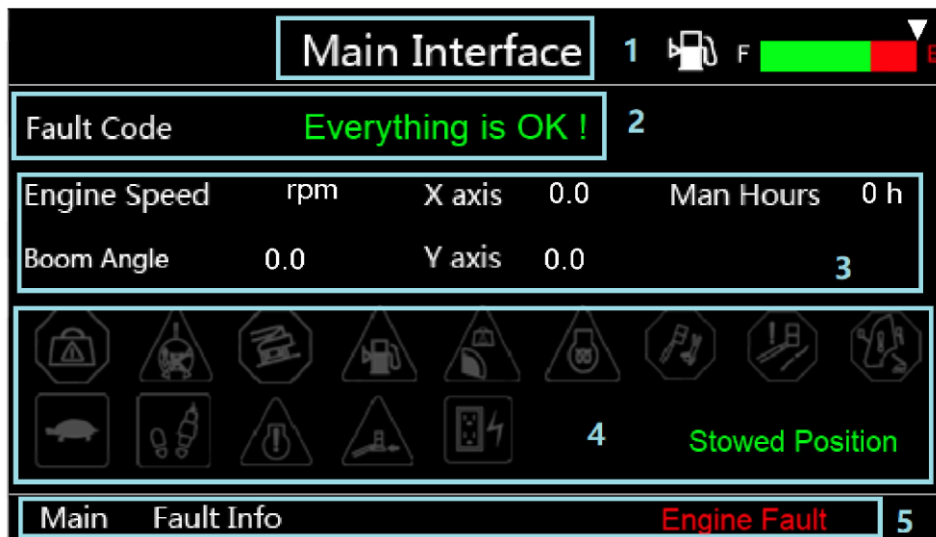 Main Interface 1 F E
Fault Code Everything is OK ! 2
Engine Speed rpm X axis 0.0 Man Hours 0 h
Boom Angle 0.0 Y axis 0.0 3
4 Stowed Position
Main Fault Info Engine Fault 5